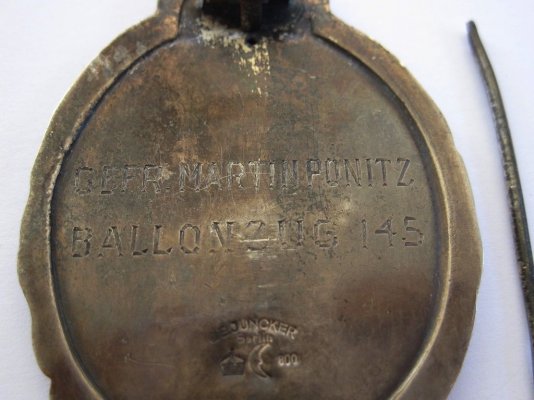 GEFR. MARTIN PONITZ
BALLONZUG 145
C.E. JUNCKER
Berlin
800